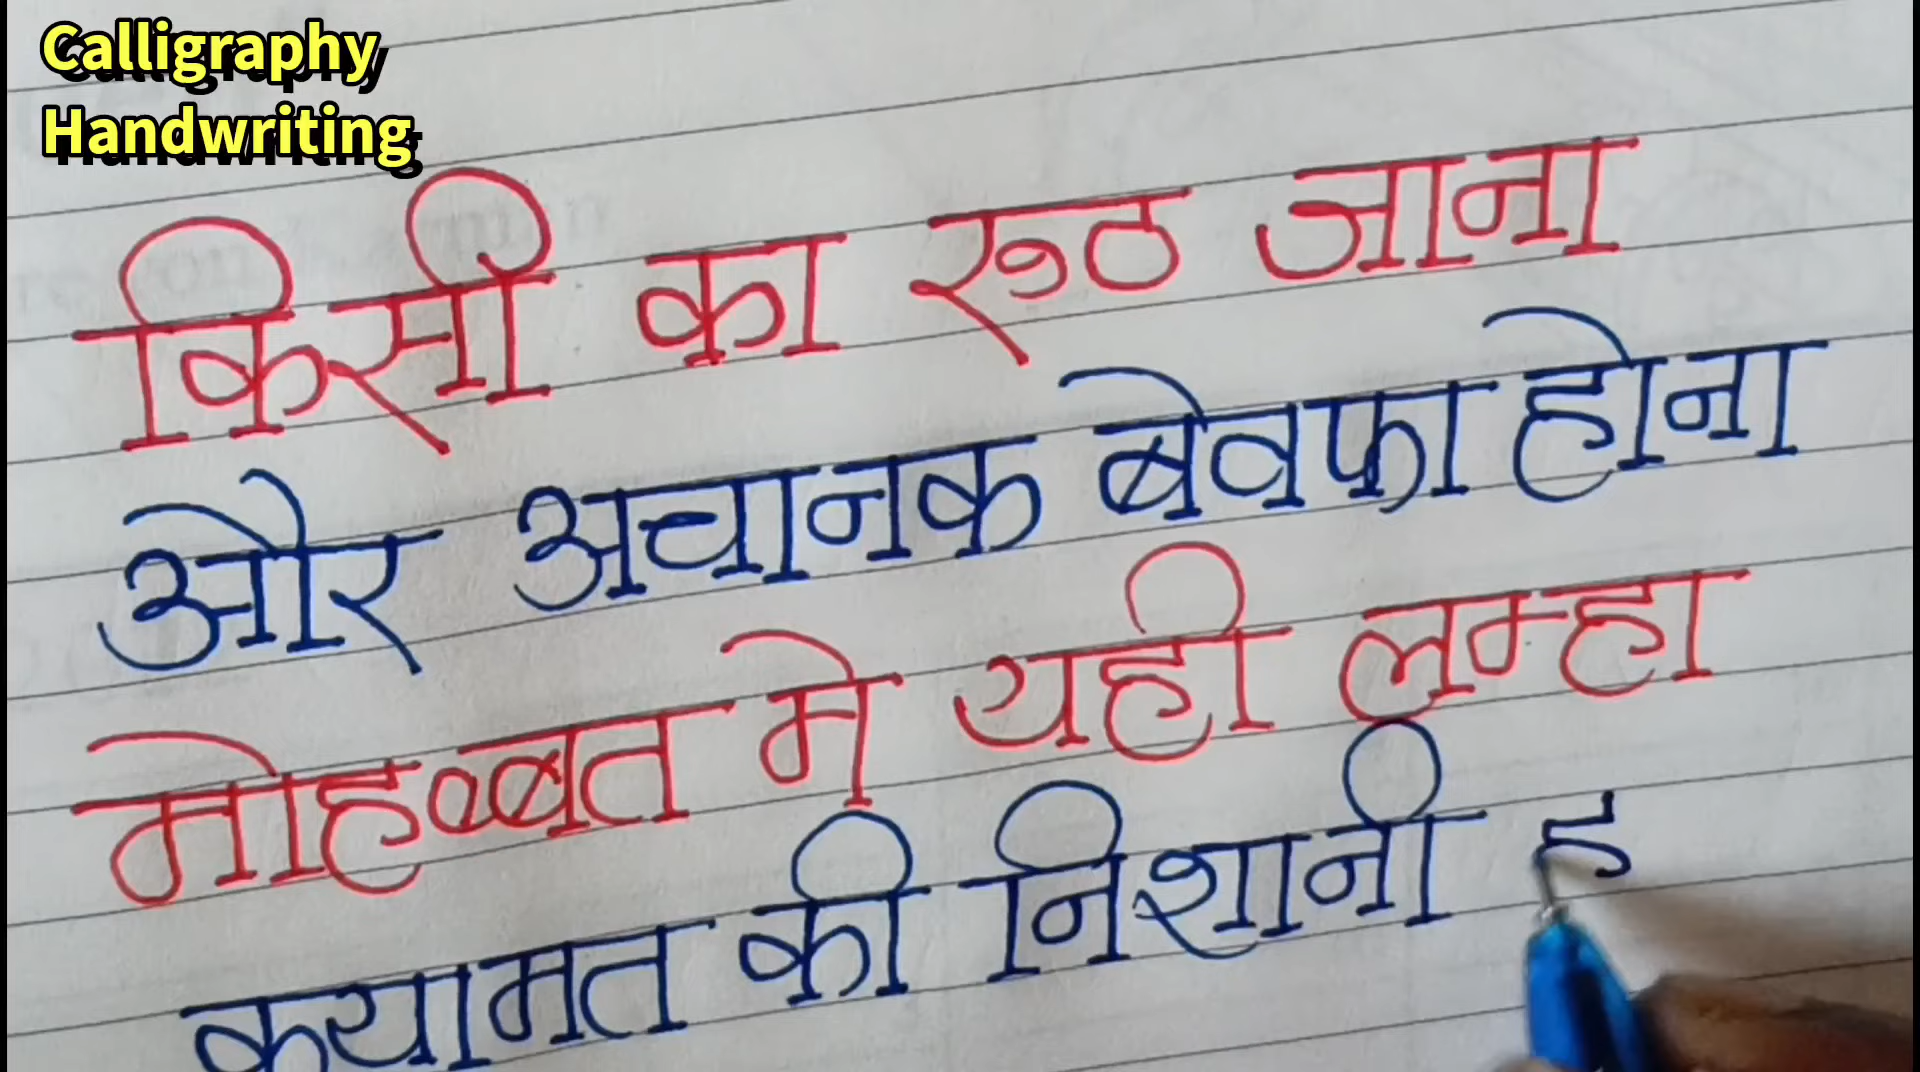 Calligraphy
Handwriting
किसी का रुठ जाना
और अचानक बेवफा होना
मोहब्बत मे यही लम्हा
कयामत की निशानी ह